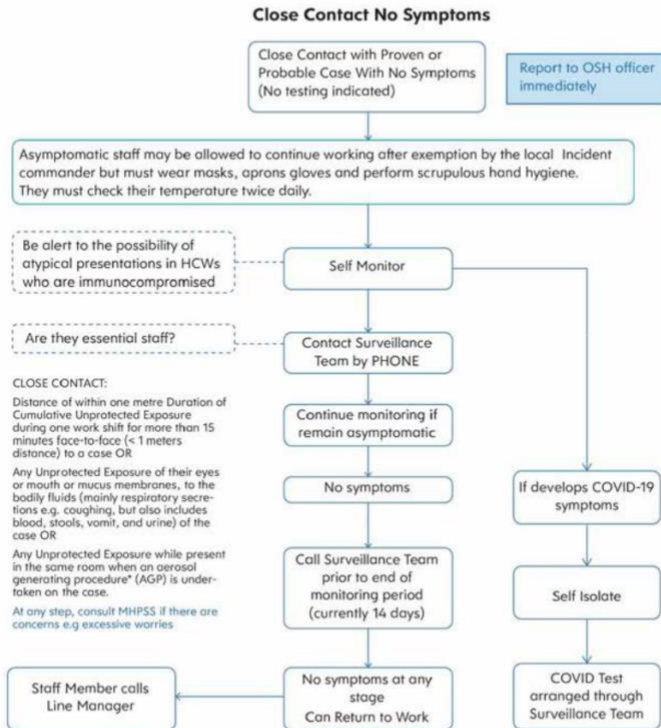 Close Contact No Symptoms
Close Contact with Proven or
Probable Case With No Symptoms
(No testing indicated)
Report to OSH officer
immediately
Asymptomatic staff may be allowed to continue working after exemption by the local Incident
commander but must wear masks, aprons gloves and perform scrupulous hand hygiene.
They must check their temperature twice daily.
Be alert to the possibility of
atypical presentations in HCWs
who are immunocompromised
Self Monitor
Are they essential staff?
Contact Surveillance
Team by PHONE
CLOSE CONTACT:
Distance of within one metre Duration of
Cumulative Unprotected Exposure
during one work shift for more than 15
minutes face-to-face (< 1 meters
distance) to a case OR
Any Unprotected Exposure of their eyes
or mouth or mucus membranes, to the
bodily fluids (mainly respiratory secre-
tions e.g. coughing, but also includes
blood, stools, vomit, and urine) of the
case OR
Any Unprotected Exposure while present
in the same room when an aerosol
generating procedure* (AGP) is under-
taken on the case.
At any step, consult MHPSS if there are
concerns e.g excessive worries
Continue monitoring if
remain asymptomatic
No symptoms
If develops COVID-19
symptoms
Call Surveillance Team
prior to end of
monitoring period
(currently 14 days)
Self Isolate
Staff Member calls
Line Manager
No symptoms at any
stage
Can Return to Work
COVID Test
arranged through
Surveillance Team